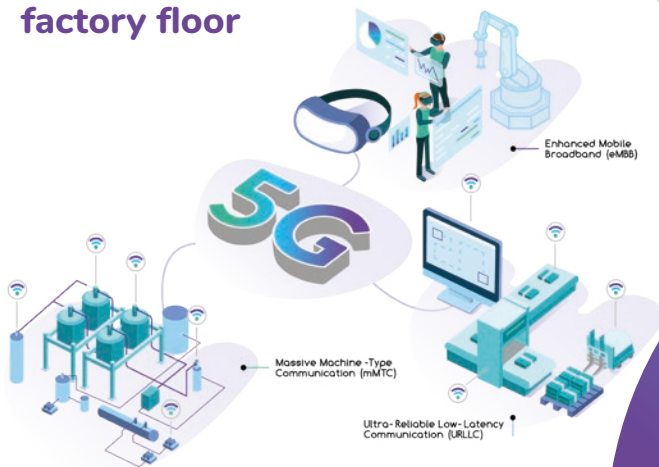 factory floor
Enhanced Mobile
Broadband (eMBB)
5G
Massive Machine -Type
Communication (mMTC)
Ultra-Reliable Low-Latency
Communication (URLLC)